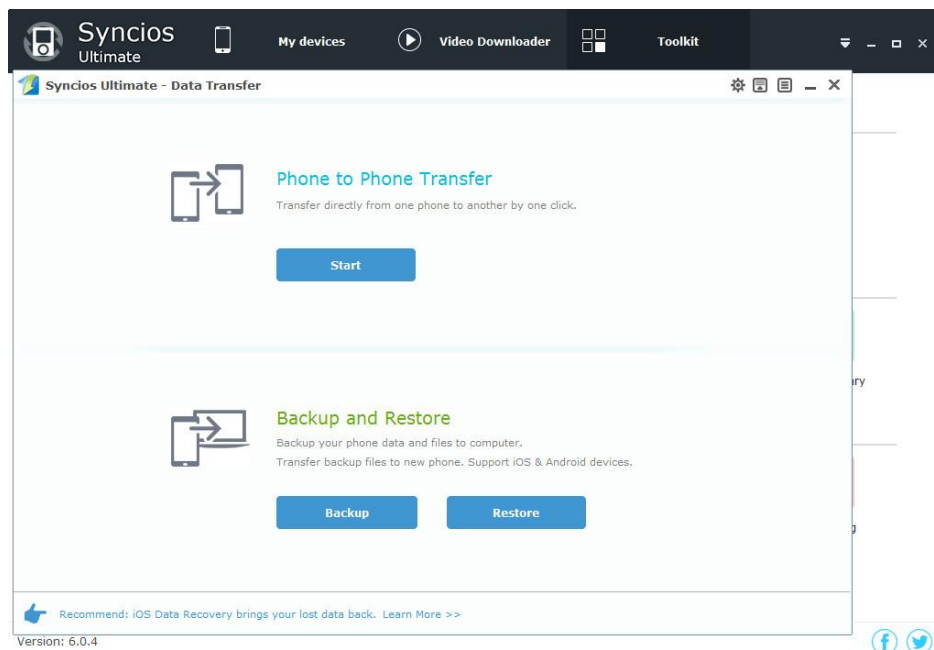 Syncios
Ultimate
My devices
Video Downloader
Toolkit
Syncios Ultimate - Data Transfer
Phone to Phone Transfer
Transfer directly from one phone to another by one click.
Start
Backup and Restore
Backup your phone data and files to computer.
Transfer backup files to new phone. Support iOS & Android devices.
Backup
Restore
Recommend: iOS Data Recovery brings your lost data back. Learn More >>
Version: 6.0.4